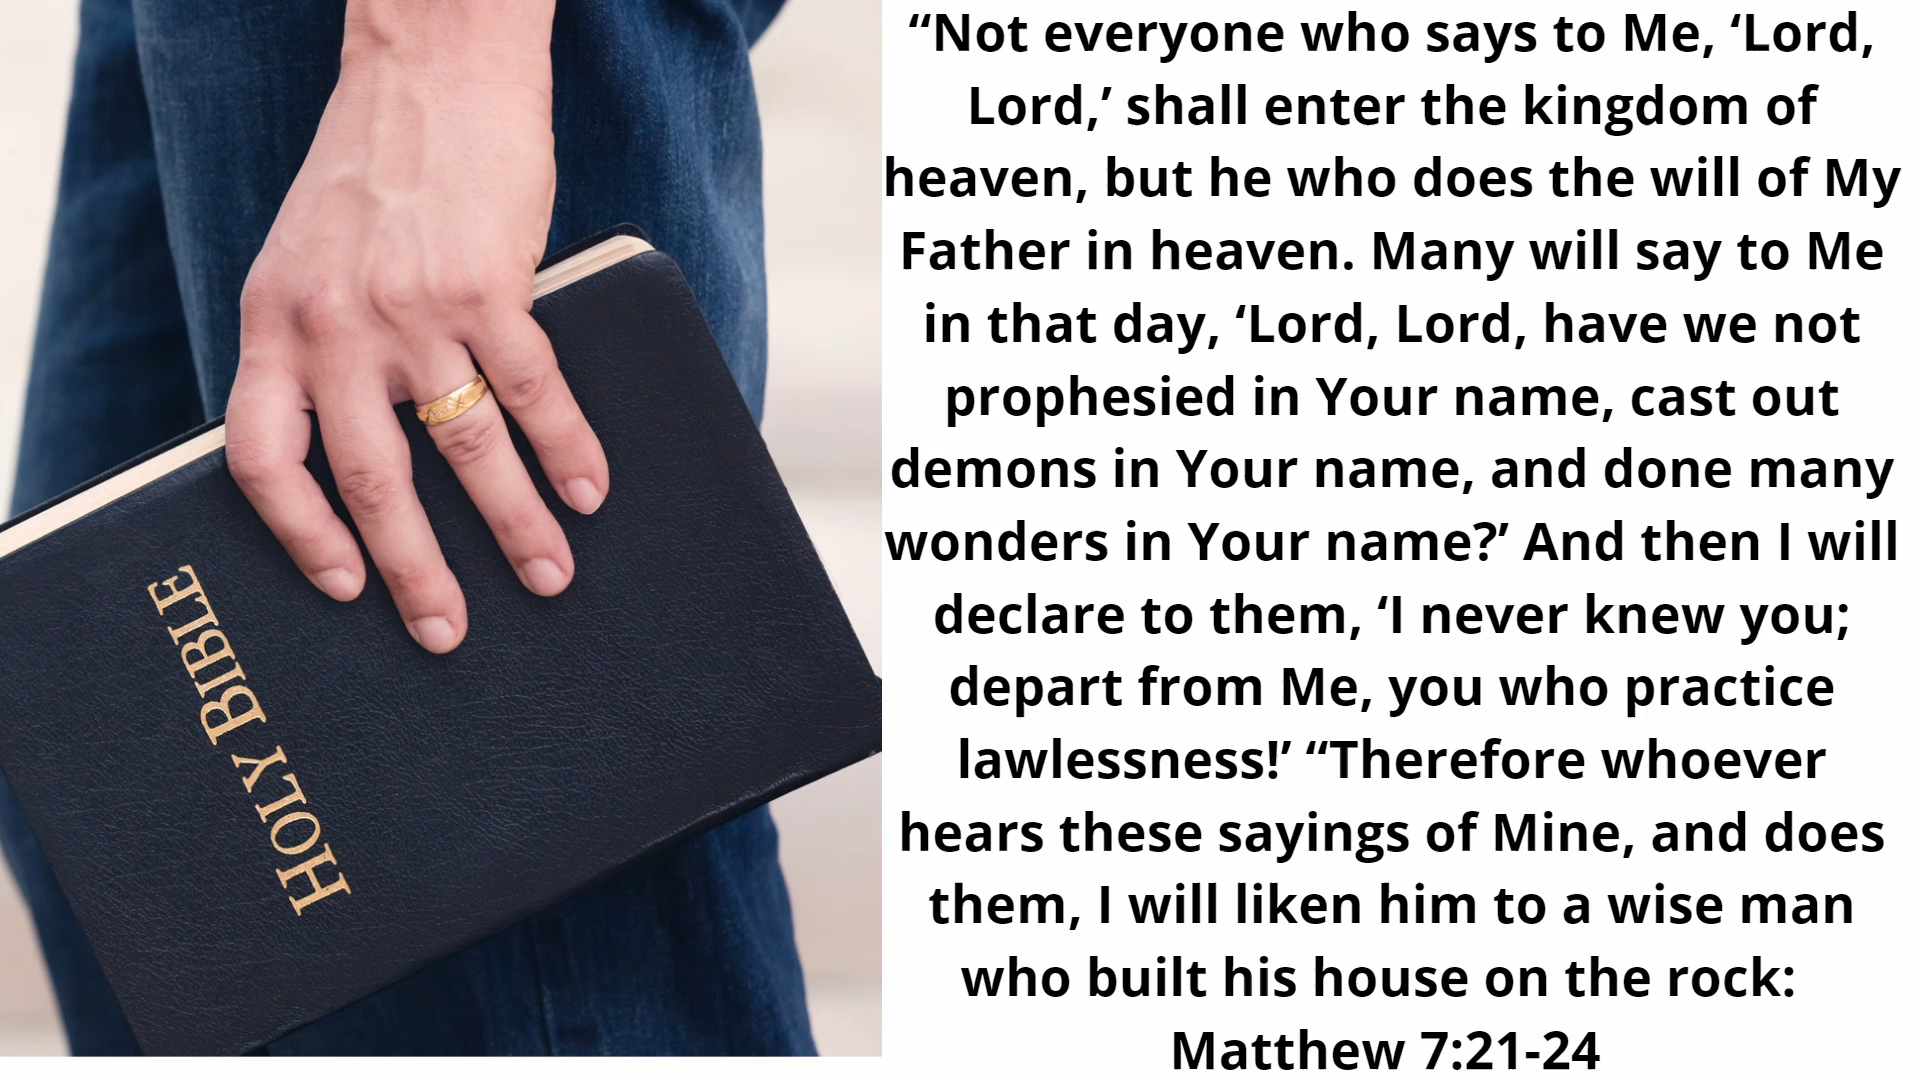 HOLY BIBLE
“Not everyone who says to Me, ‘Lord,
Lord,’ shall enter the kingdom of
heaven, but he who does the will of My
Father in heaven. Many will say to Me
in that day, ‘Lord, Lord, have we not
prophesied in Your name, cast out
demons in Your name, and done many
wonders in Your name?’ And then I will
declare to them, ‘I never knew you;
depart from Me, you who practice
lawlessness!’ “Therefore whoever
hears these sayings of Mine, and does
them, I will liken him to a wise man
who built his house on the rock:
Matthew 7:21-24